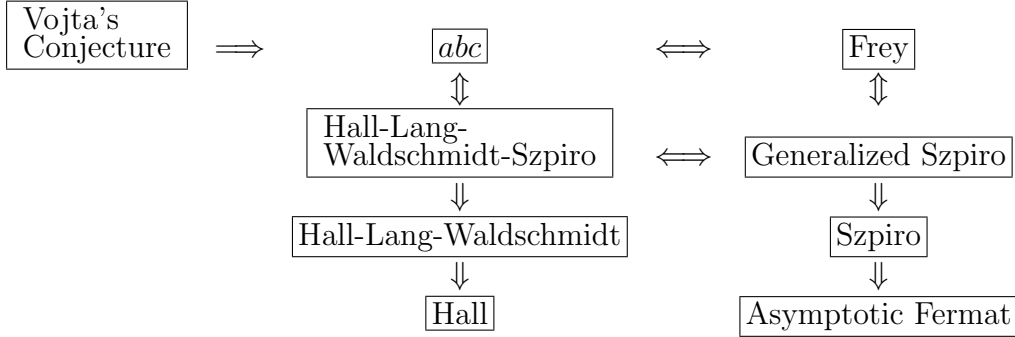 Vojta's
Conjecture ⟹ abc ⟺ Frey
⇕ ⇕
Hall-Lang-
Waldschmidt-Szpiro ⟺ Generalized Szpiro
⇓ ⇓
Hall-Lang-Waldschmidt Szpiro
⇓ ⇓
Hall Asymptotic Fermat